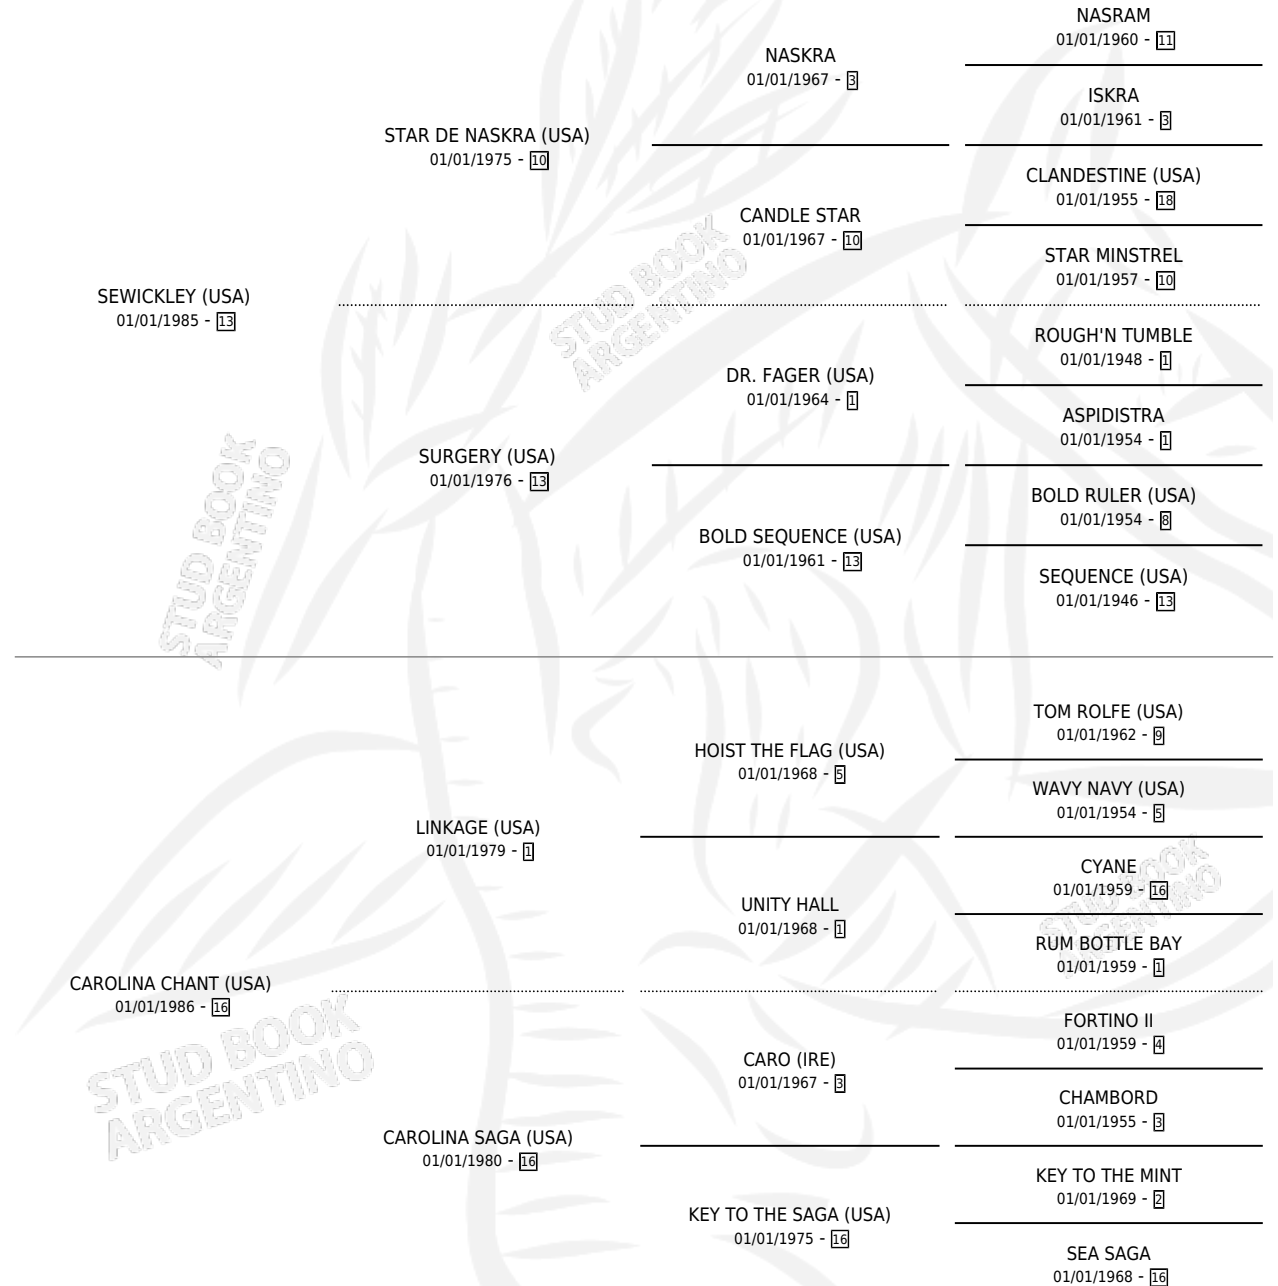 NASRAM
01/01/1960 - 11
NASKRA
01/01/1967 - 3
ISKRA
01/01/1961 - 3
STAR DE NASKRA (USA)
01/01/1975 - 10
CLANDESTINE (USA)
01/01/1955 - 18
CANDLE STAR
01/01/1967 - 10
STAR MINSTREL
01/01/1957 - 10
SEWICKLEY (USA)
01/01/1985 - 13
STUD BOOK
ARGENTINO
ROUGH'N TUMBLE
01/01/1948 - 1
DR. FAGER (USA)
01/01/1964 - 1
ASPIDISTRA
01/01/1954 - 1
SURGERY (USA)
01/01/1976 - 13
BOLD RULER (USA)
01/01/1954 - 8
BOLD SEQUENCE (USA)
01/01/1961 - 13
SEQUENCE (USA)
01/01/1946 - 13
STUD BOOK
ARGENTINO
TOM ROLFE (USA)
01/01/1962 - 9
HOIST THE FLAG (USA)
01/01/1968 - 5
WAVY NAVY (USA)
01/01/1954 - 5
LINKAGE (USA)
01/01/1979 - 1
CYANE
01/01/1959 - 16
STUD BOOK
ARGENTINO
UNITY HALL
01/01/1968 - 1
RUM BOTTLE BAY
01/01/1959 - 1
CAROLINA CHANT (USA)
01/01/1986 - 16
FORTINO II
01/01/1959 - 4
STUD BOOK
ARGENTINO
CARO (IRE)
01/01/1967 - 3
CHAMBORD
01/01/1955 - 3
CAROLINA SAGA (USA)
01/01/1980 - 16
KEY TO THE MINT
01/01/1969 - 2
KEY TO THE SAGA (USA)
01/01/1975 - 16
SEA SAGA
01/01/1968 - 16